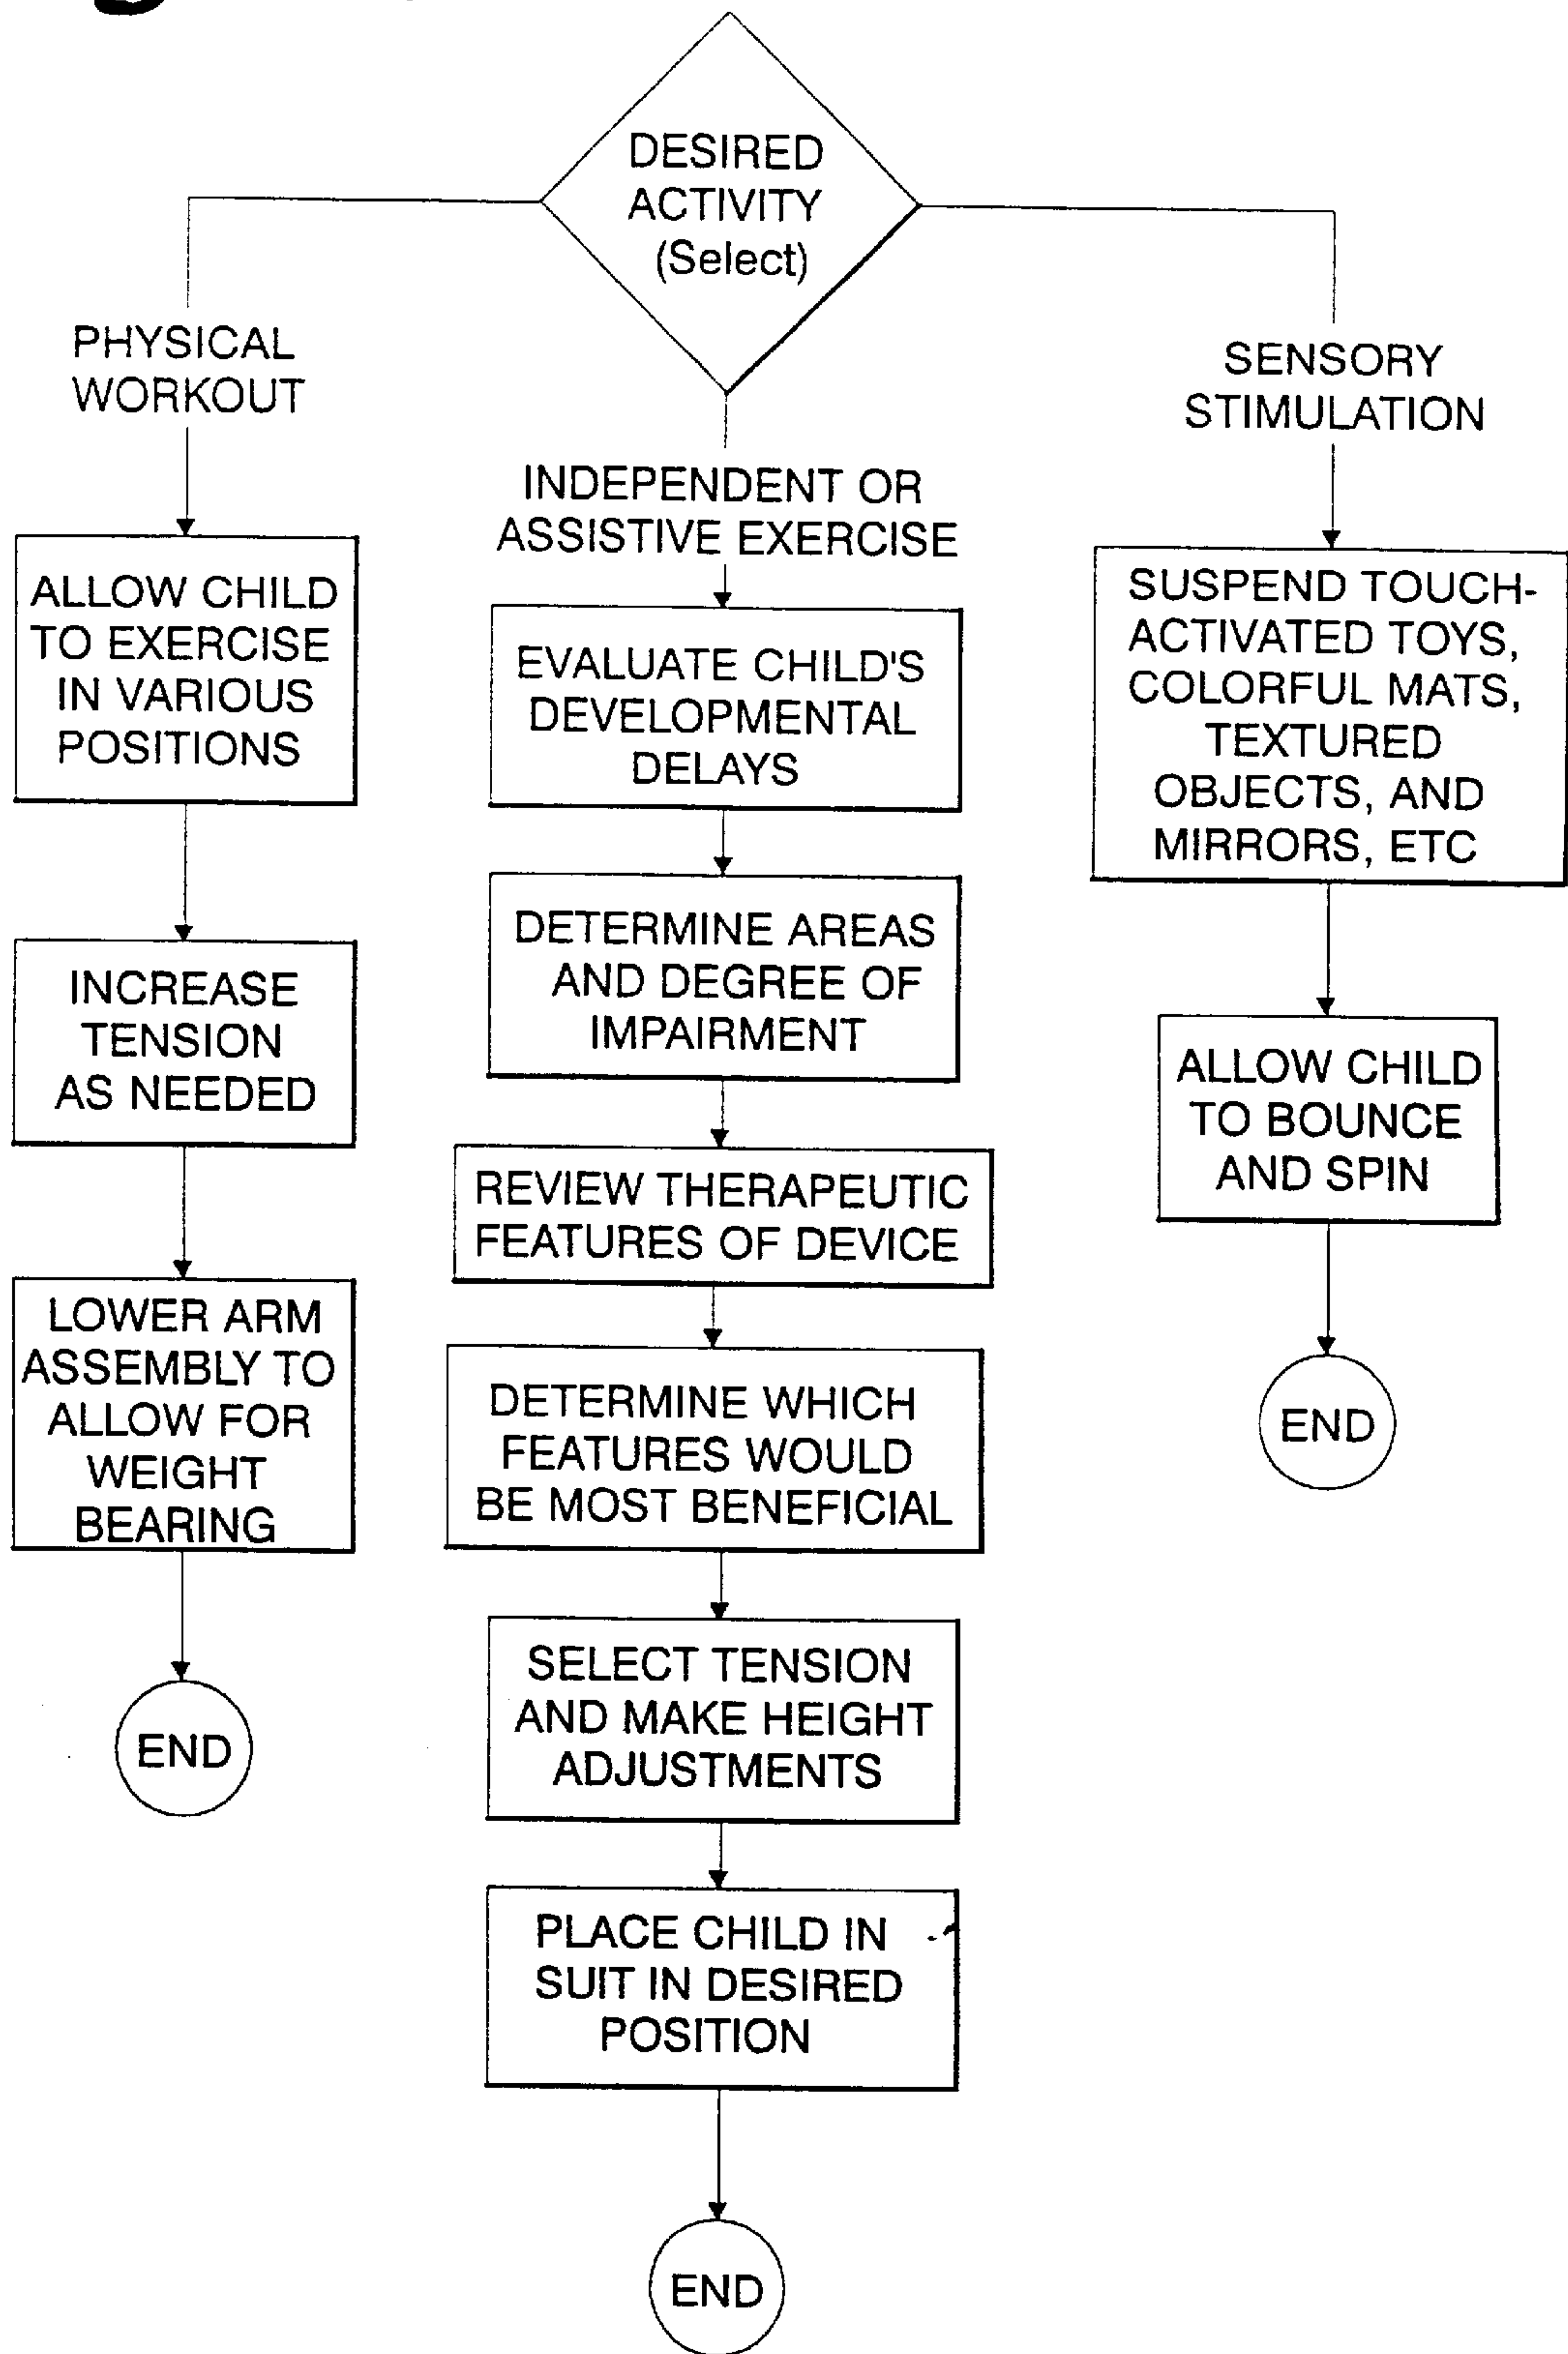 DESIRED
ACTIVITY
(Select)
PHYSICAL
WORKOUT
ALLOW CHILD
TO EXERCISE
IN VARIOUS
POSITIONS
INCREASE
TENSION
AS NEEDED
LOWER ARM
ASSEMBLY TO
ALLOW FOR
WEIGHT
BEARING
END
INDEPENDENT OR
ASSISTIVE EXERCISE
EVALUATE CHILD'S
DEVELOPMENTAL
DELAYS
DETERMINE AREAS
AND DEGREE OF
IMPAIRMENT
REVIEW THERAPEUTIC
FEATURES OF DEVICE
DETERMINE WHICH
FEATURES WOULD
BE MOST BENEFICIAL
SELECT TENSION
AND MAKE HEIGHT
ADJUSTMENTS
PLACE CHILD IN
SUIT IN DESIRED
POSITION
END
SENSORY
STIMULATION
SUSPEND TOUCH-
ACTIVATED TOYS,
COLORFUL MATS,
TEXTURED
OBJECTS, AND
MIRRORS, ETC
ALLOW CHILD
TO BOUNCE
AND SPIN
END